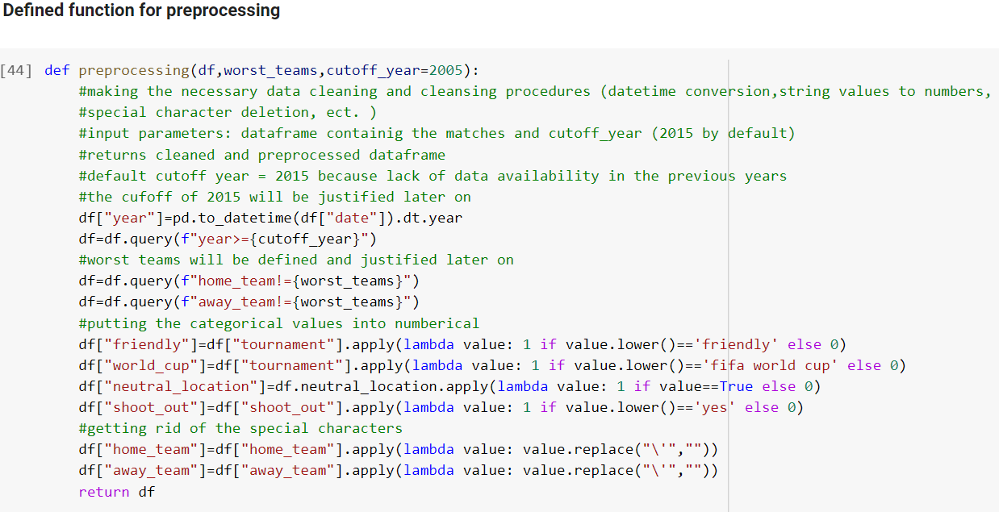 Defined function for preprocessing
[44] def preprocessing(df,worst_teams,cutoff_year=2005):
#making the necessary data cleaning and cleansing procedures (datetime conversion,string values to numbers,
#special character deletion, ect. )
#input parameters: dataframe containig the matches and cutoff_year (2015 by default)
#returns cleaned and preprocessed dataframe
#default cutoff year = 2015 because lack of data availability in the previous years
#the cufoff of 2015 will be justified later on
df["year"]=pd.to_datetime(df["date"]).dt.year
df=df.query(f"year>={cutoff_year}")
#worst teams will be defined and justified later on
df=df.query(f"home_team!={worst_teams}")
df=df.query(f"away_team!={worst_teams}")
#putting the categorical values into numberical
df["friendly"]=df["tournament"].apply(lambda value: 1 if value.lower()=='friendly' else 0)
df["world_cup"]=df["tournament"].apply(lambda value: 1 if value.lower()=='fifa world cup' else 0)
df["neutral_location"]=df.neutral_location.apply(lambda value: 1 if value==True else 0)
df["shoot_out"]=df["shoot_out"].apply(lambda value: 1 if value.lower()=='yes' else 0)
#getting rid of the special characters
df["home_team"]=df["home_team"].apply(lambda value: value.replace("\'",""))
df["away_team"]=df["away_team"].apply(lambda value: value.replace("\'",""))
return df